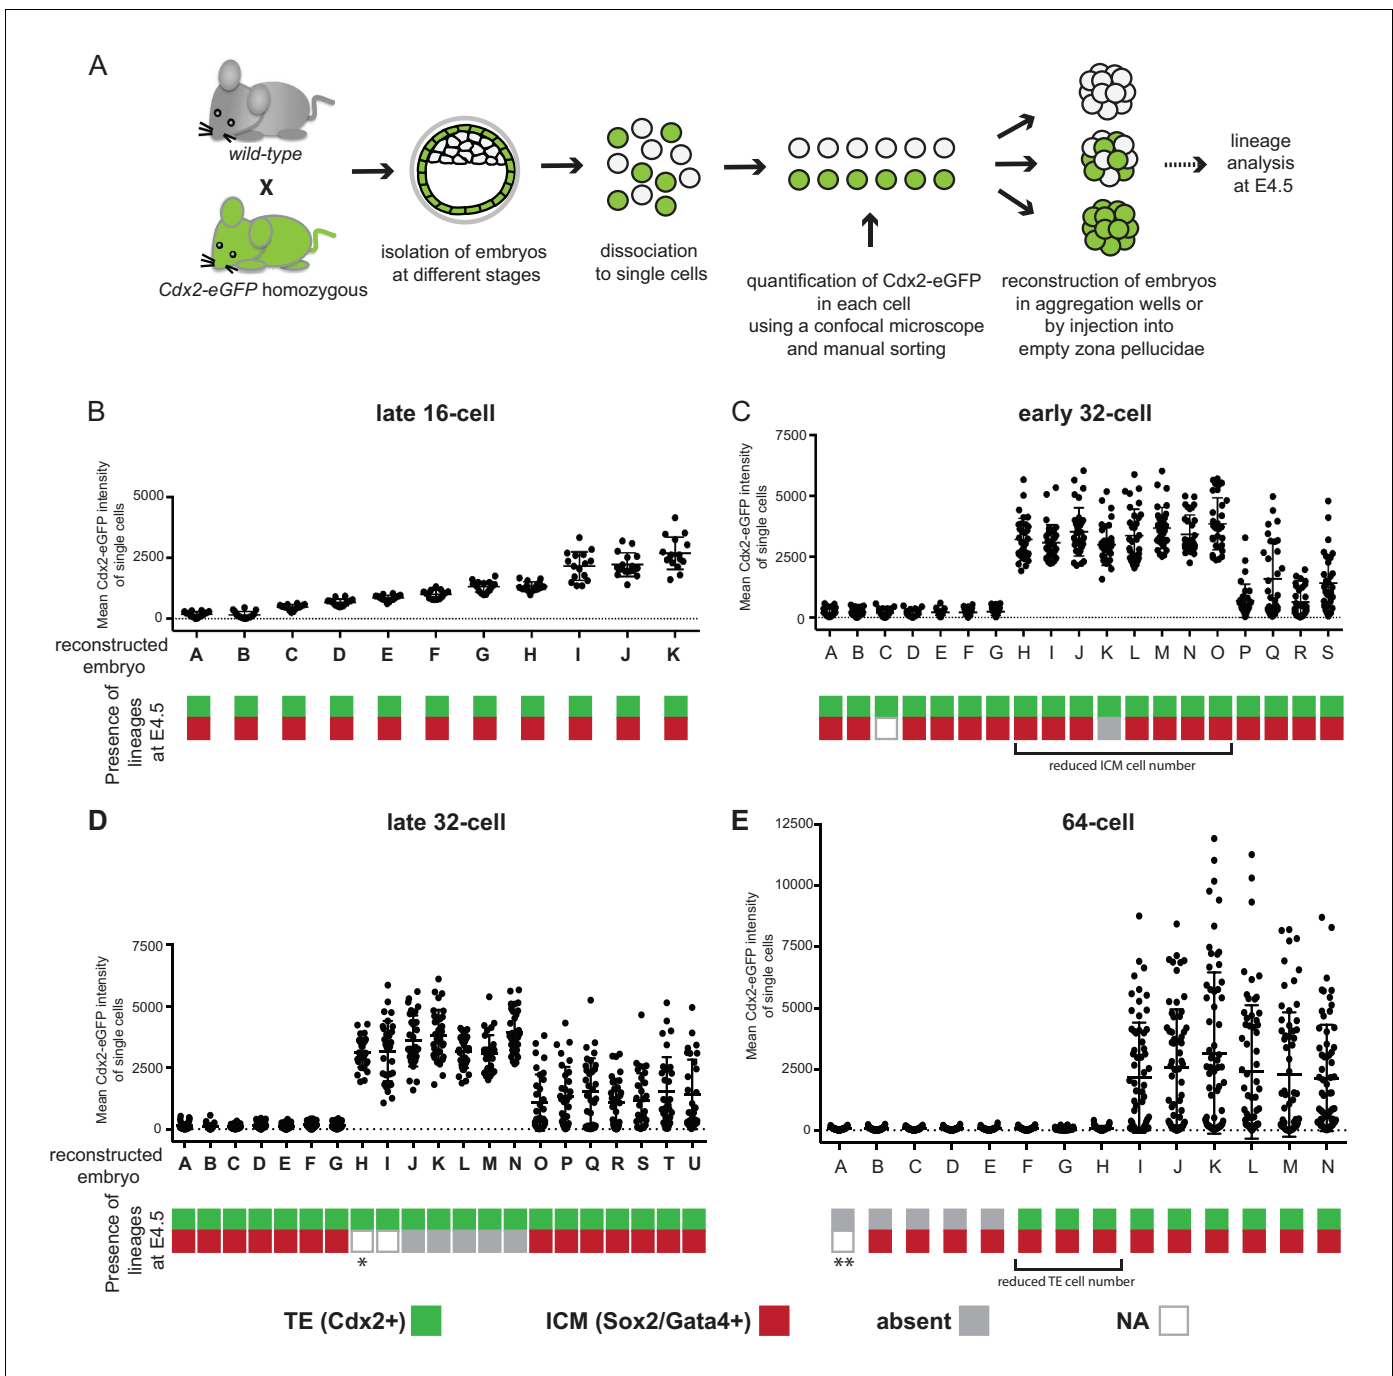 A
wild-type
X
Cdx2-eGFP homozygous
isolation of embryos
at different stages
dissociation
to single cells
quantification of Cdx2-eGFP
in each cell
using a confocal microscope
and manual sorting
reconstruction of embryos
in aggregation wells or
by injection into
empty zona pellucidae
lineage
analysis
at E4.5
B
late 16-cell
Mean Cdx2-eGFP intensity
of single cells
5000
2500
0
reconstructed
embryo
A B C D E F G H I J K
Presence of
lineages
at E4.5
C
early 32-cell
Mean Cdx2-eGFP intensity
of single cells
7500
5000
2500
0
A B C D E F G H I J K L M N O P Q R S
reduced ICM cell number
D
late 32-cell
Mean Cdx2-eGFP intensity
of single cells
7500
5000
2500
0
reconstructed
embryo
A B C D E F G H I J K L M N O P Q R S T U
Presence of
lineages
at E4.5
*
E
64-cell
Mean Cdx2-eGFP intensity
of single cells
12500
10000
7500
5000
2500
0
A B C D E F G H I J K L M N
**
reduced TE cell number
TE (Cdx2+)
ICM (Sox2/Gata4+)
absent
NA